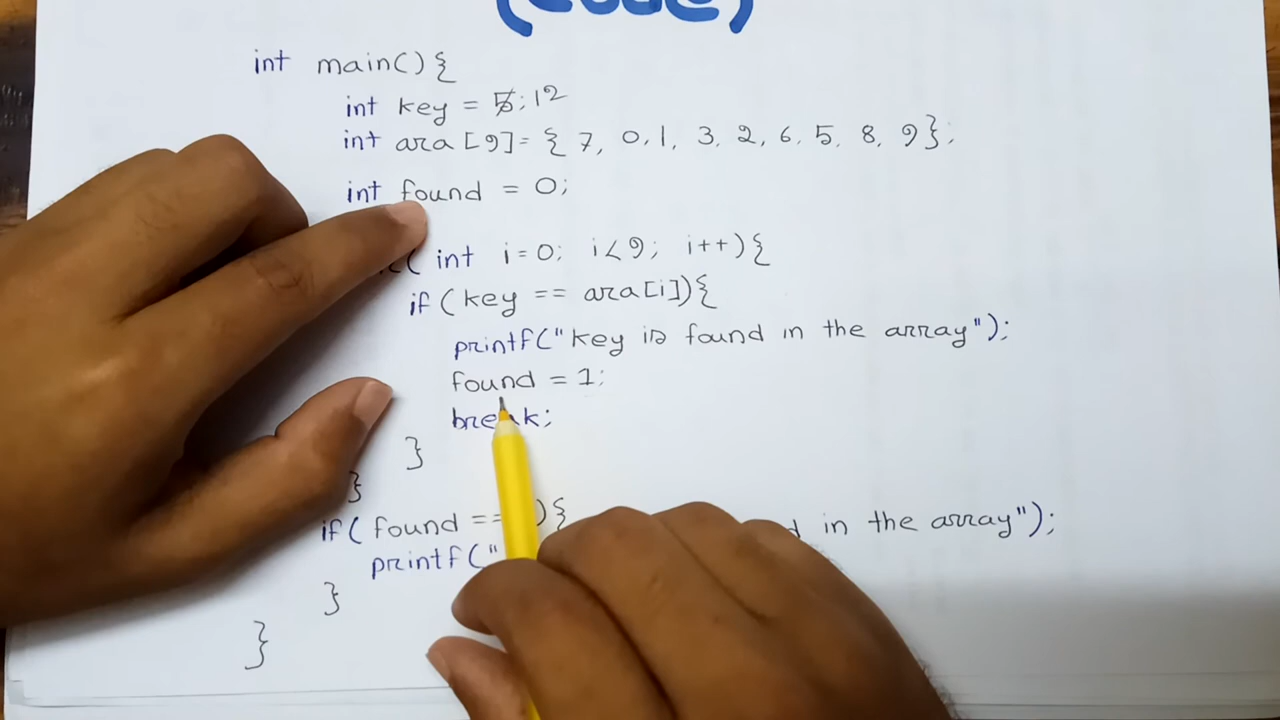 (Code)
int main(){
int key = 5; 12
int ara[9]= { 7, 0, 1, 3, 2, 6, 5, 8, 9};
int found = 0;
( int i=0; i<9; i++){
if (key == ara[i]){
printf("key is found in the array");
found = 1;
break;
}
}
if( found == ){
printf(" in the array");
}
}